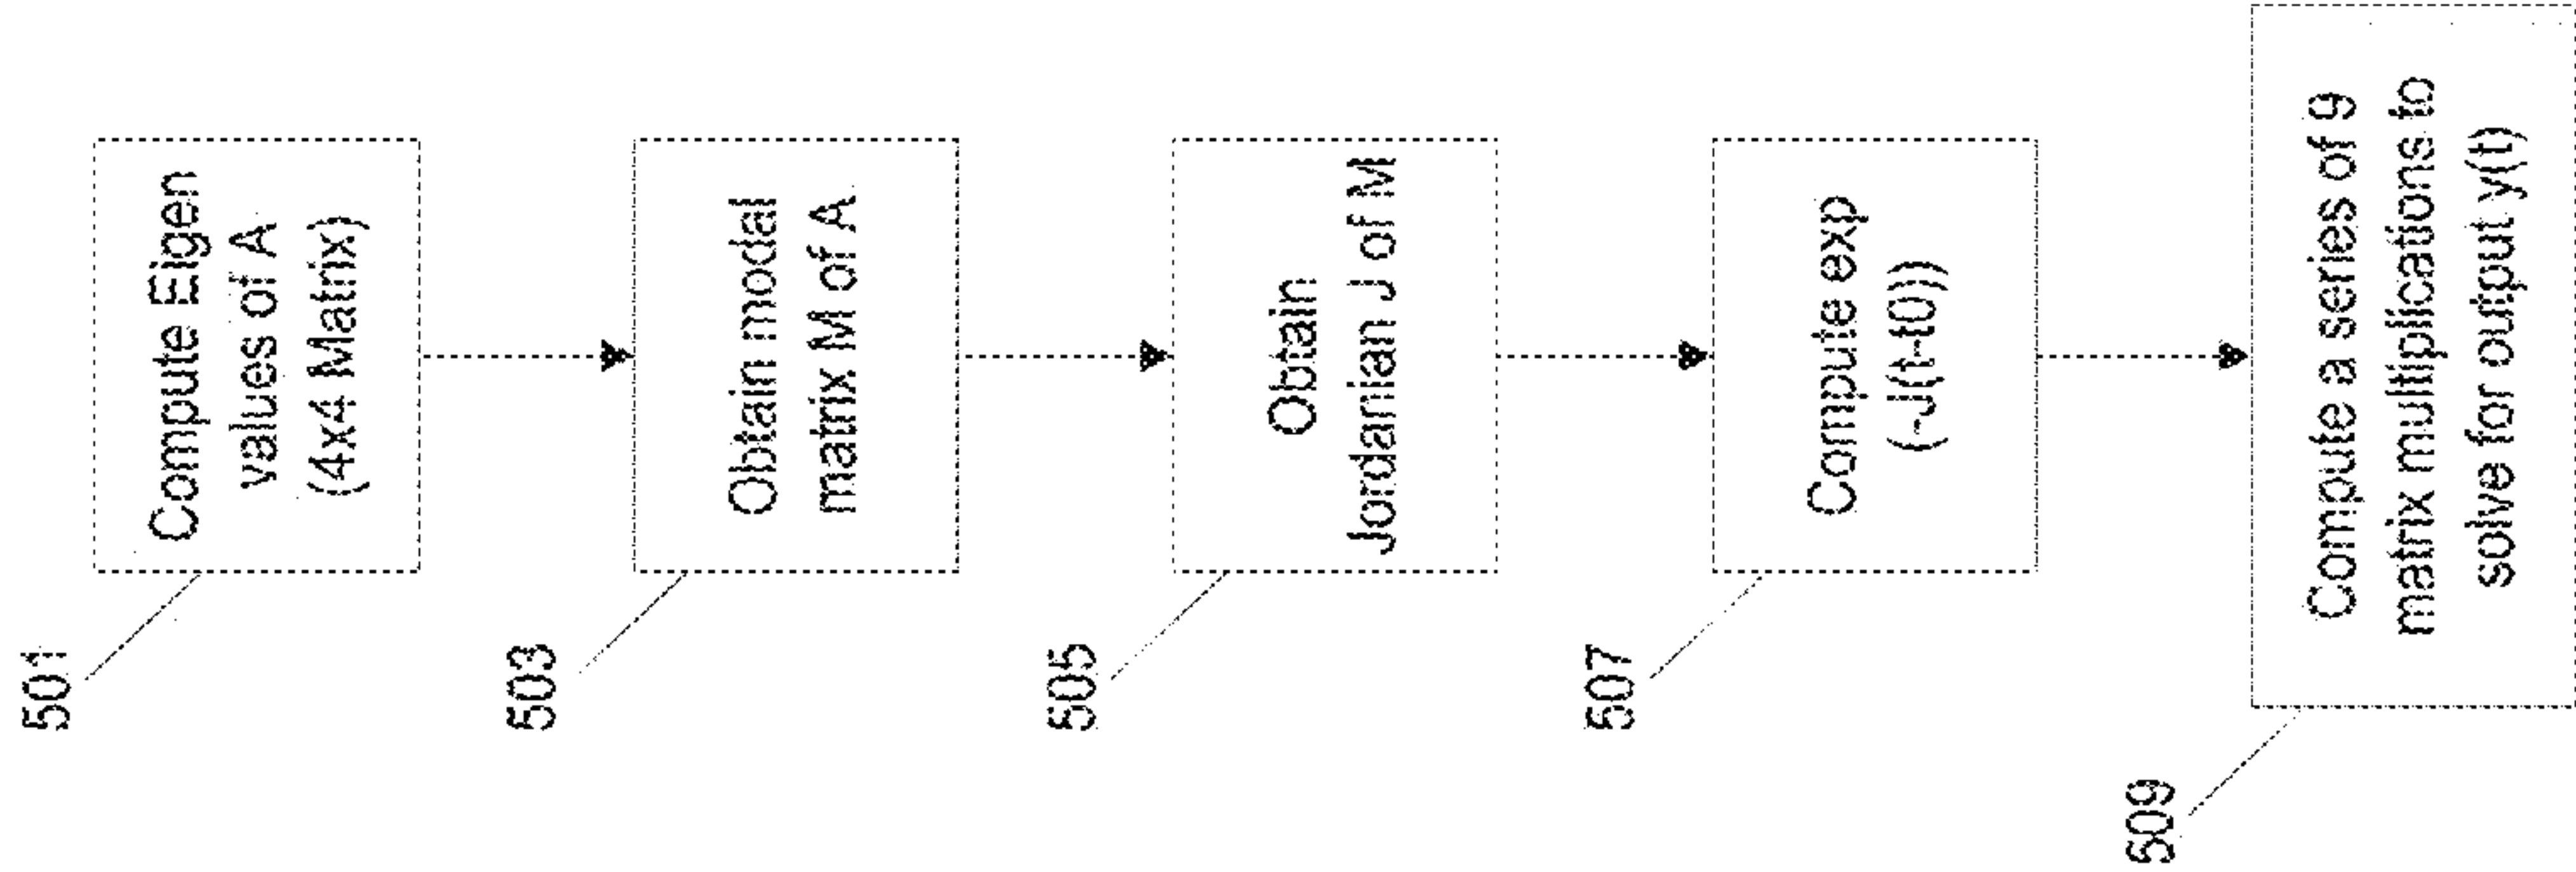 501
Compute Eigen
values of A
(4x4 Matrix)
503
Obtain modal
matrix M of A
505
Obtain
Jordanian J of M
507
Compute exp
(-J(t-t0))
509
Compute a series of 9
matrix multiplications to
solve for output y(t)